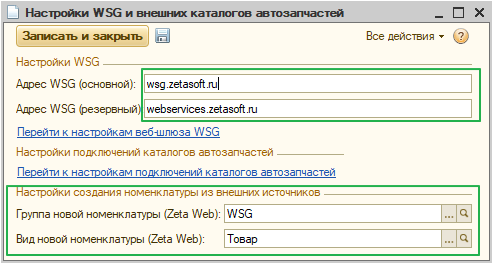 Настройки WSG и внешних каталогов автозапчастей
Записать и закрыть Все действия ?
Настройки WSG
Адрес WSG (основной): wsg.zetasoft.ru
Адрес WSG (резервный): webservices.zetasoft.ru
Перейти к настройкам веб-шлюза WSG
Настройки подключений каталогов автозапчастей
Перейти к настройкам подключений каталогов автозапчастей
Настройки создания номенклатуры из внешних источников
Группа новой номенклатуры (Zeta Web): WSG ...
Вид новой номенклатуры (Zeta Web): Товар ...